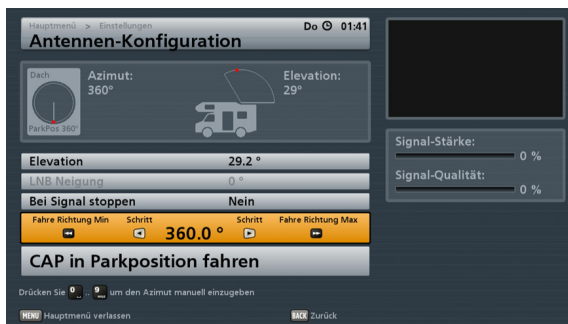 Hauptmenü > Einstellungen
Do 01:41
Antennen-Konfiguration
Dach
Azimut:
360°
ParkPos 360°
Elevation:
29°
Signal-Stärke:
0 %
Signal-Qualität:
0 %
Elevation 29.2 °
LNB Neigung 0 °
Bei Signal stoppen Nein
Fahre Richtung Min Schritt 360.0 ° Schritt Fahre Richtung Max
CAP in Parkposition fahren
Drücken Sie 0 .. 9 um den Azimut manuell einzugeben
MENU Hauptmenü verlassen
BACK Zurück